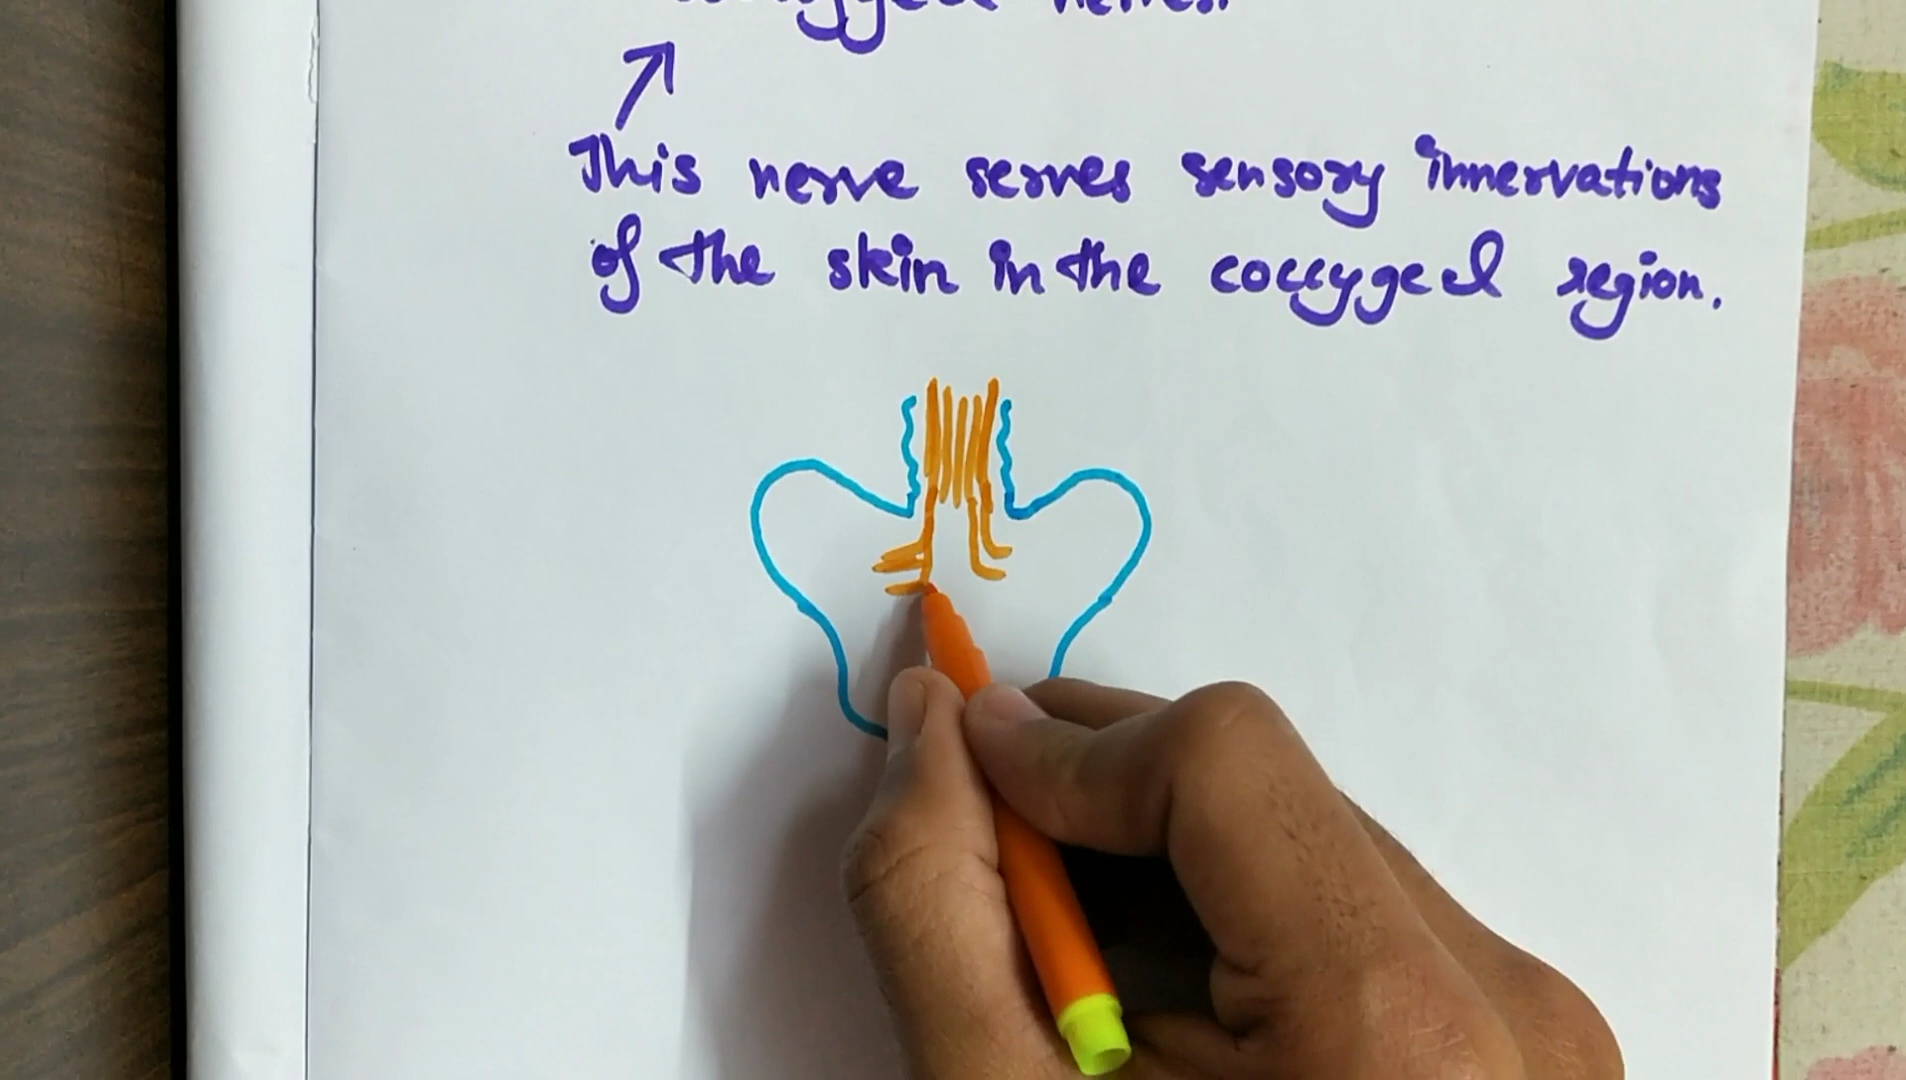 This nerve serves sensory innervations
of the skin in the coccygeal region.